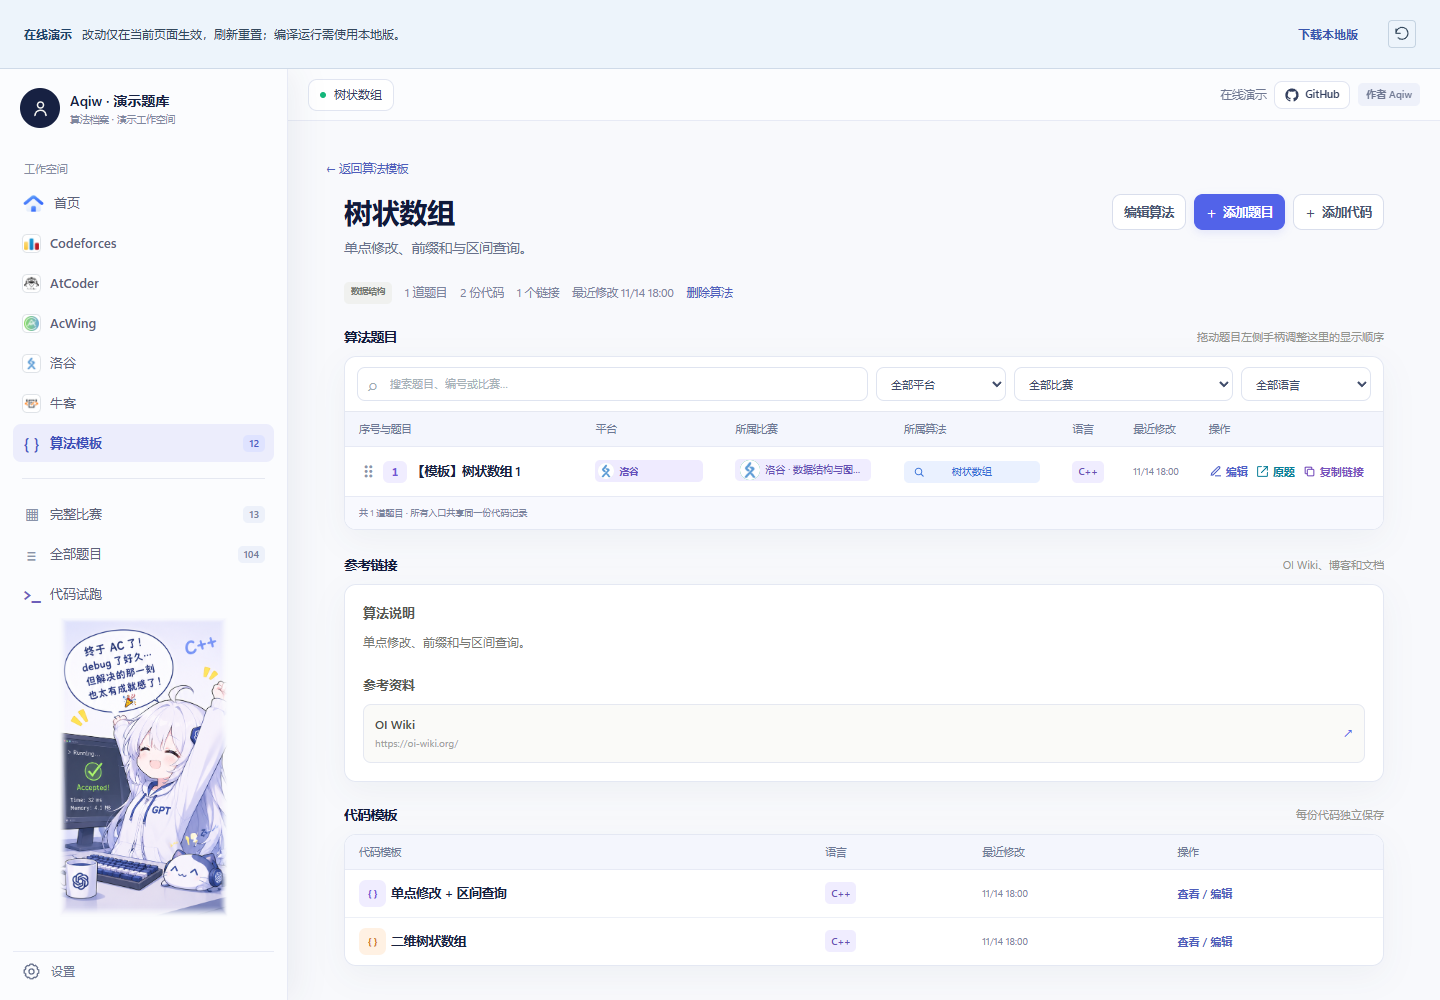 在线演示 改动仅在当前页面生效，刷新重置；编译运行需使用本地版。
下载本地版
Aqiw · 演示题库
算法档案 · 演示工作空间
工作空间
首页
Codeforces
AtCoder
AcWing
洛谷
牛客
{ } 算法模板 12
完整比赛 13
全部题目 104
>_ 代码试跑
终于 AC 了！
debug 了好久…
但解决的那一刻
也太有成就感了！
C++
> Running...
Accepted!
Time: 32 ms
Memory: 4.1 MB
GPT
设置
树状数组
在线演示 GitHub 作者 Aqiw
← 返回算法模板
树状数组
编辑算法 + 添加题目 + 添加代码
单点修改、前缀和与区间查询。
数据结构 1 道题目 2 份代码 1 个链接 最近修改 11/14 18:00 删除算法
算法题目 拖动题目左侧手柄调整这里的显示顺序
搜索题目、编号或比赛... 全部平台 全部比赛 全部语言
序号与题目 平台 所属比赛 所属算法 语言 最近修改 操作
1 【模板】树状数组 1 洛谷 洛谷 · 数据结构与图... 树状数组 C++ 11/14 18:00 编辑 原题 复制链接
共 1 道题目 · 所有入口共享同一份代码记录
参考链接 OI Wiki、博客和文档
算法说明
单点修改、前缀和与区间查询。
参考资料
OI Wiki
https://oi-wiki.org/ ↗
代码模板 每份代码独立保存
代码模板 语言 最近修改 操作
{ } 单点修改 + 区间查询 C++ 11/14 18:00 查看 / 编辑
{ } 二维树状数组 C++ 11/14 18:00 查看 / 编辑